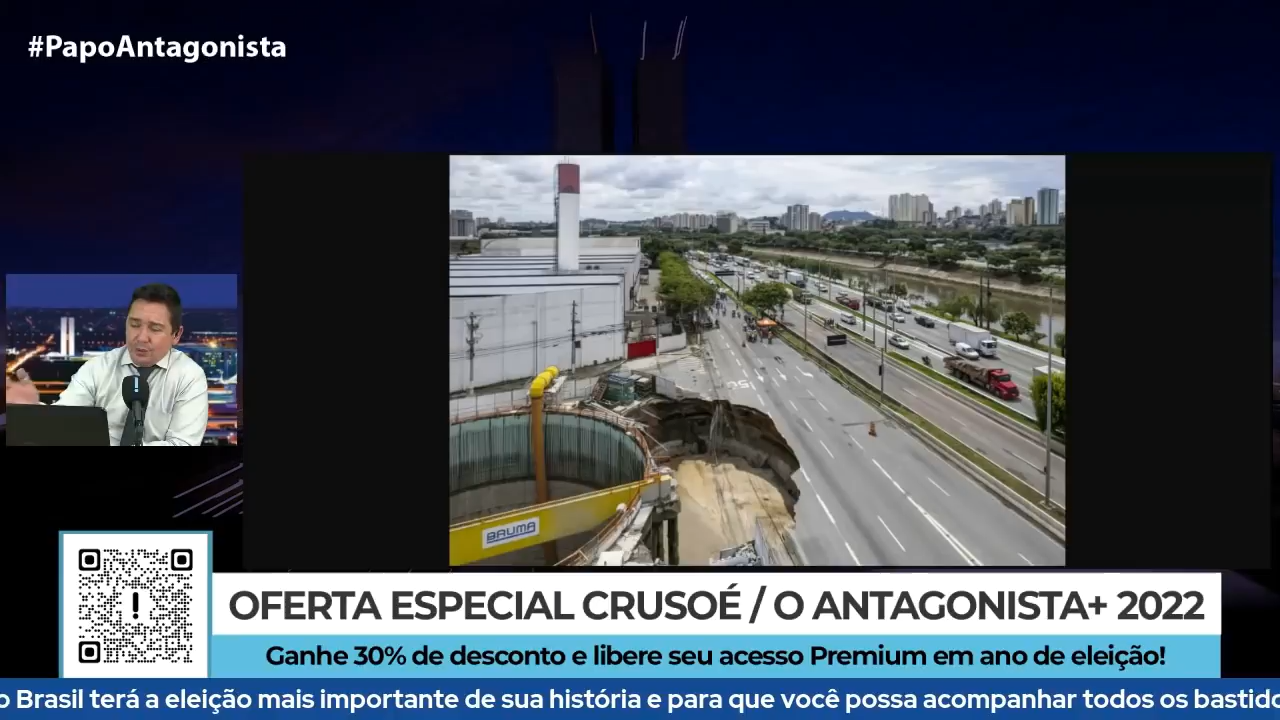 #PapoAntagonista
BRUMA
OFERTA ESPECIAL CRUSOÉ / O ANTAGONISTA+ 2022
Ganhe 30% de desconto e libere seu acesso Premium em ano de eleição!
o Brasil terá a eleição mais importante de sua história e para que você possa acompanhar todos os bastido